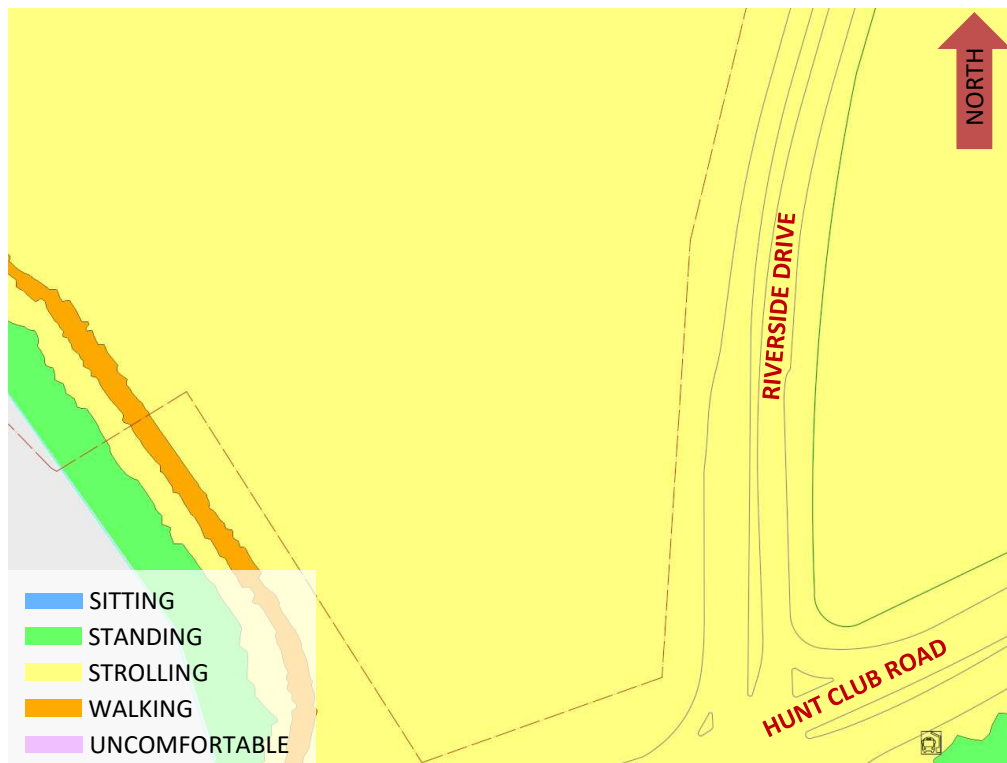 NORTH
RIVERSIDE DRIVE
HUNT CLUB ROAD
SITTING
STANDING
STROLLING
WALKING
UNCOMFORTABLE